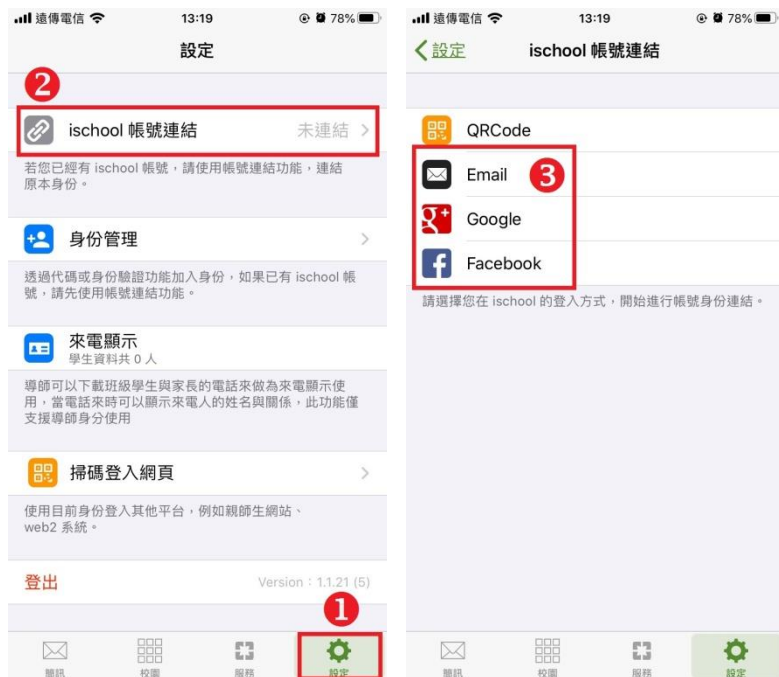 遠傳電信
13:19
78%
設定
2
ischool 帳號連結
未連結
若您已經有 ischool 帳號，請使用帳號連結功能，連結
原本身份。
身份管理
透過代碼或身份驗證功能加入身份，如果已有 ischool 帳
號，請先使用帳號連結功能。
來電顯示
學生資料共 0 人
導師可以下載班級學生與家長的電話來做為來電顯示使
用，當電話來時可以顯示來電人的姓名與關係，此功能僅
支援導師身分使用
掃碼登入網頁
使用目前身份登入其他平台，例如親師生網站、
web2 系統。
登出
Version：1.1.21 (5)
1
簡訊
校園
服務
設定
遠傳電信
13:19
78%
設定
ischool 帳號連結
QRCode
Email
3
g+
Google
f
Facebook
請選擇您在 ischool 的登入方式，開始進行帳號身份連結。
簡訊
校園
服務
設定